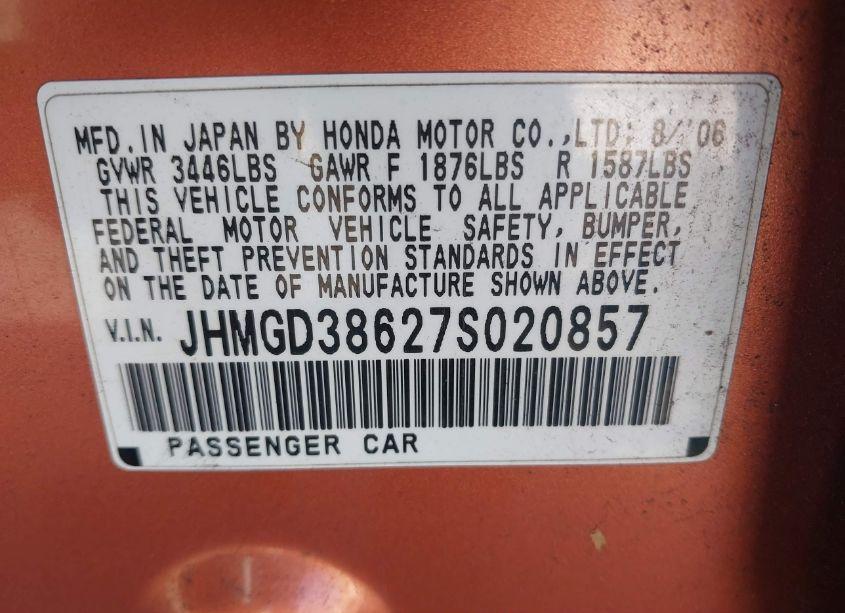 MFD.IN JAPAN BY HONDA MOTOR CO.,LTD. 8/'06
GVWR 3446LBS GAWR F 1876LBS R 1587LBS
THIS VEHICLE CONFORMS TO ALL APPLICABLE
FEDERAL MOTOR VEHICLE SAFETY, BUMPER,
AND THEFT PREVENTION STANDARDS IN EFFECT
ON THE DATE OF MANUFACTURE SHOWN ABOVE.
V.I.N. JHMGD38627S020857
PASSENGER CAR